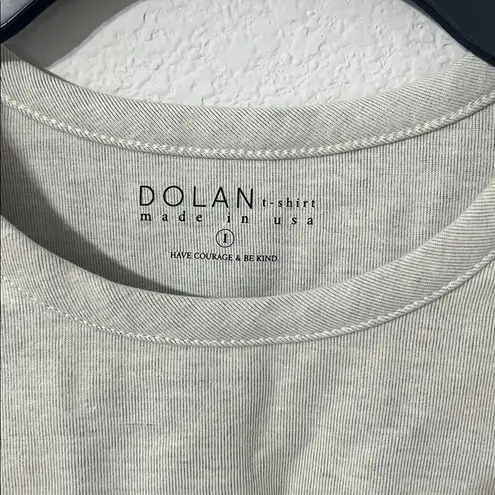 DOLAN t-shirt
made in usa
1
HAVE COURAGE & BE KIND.